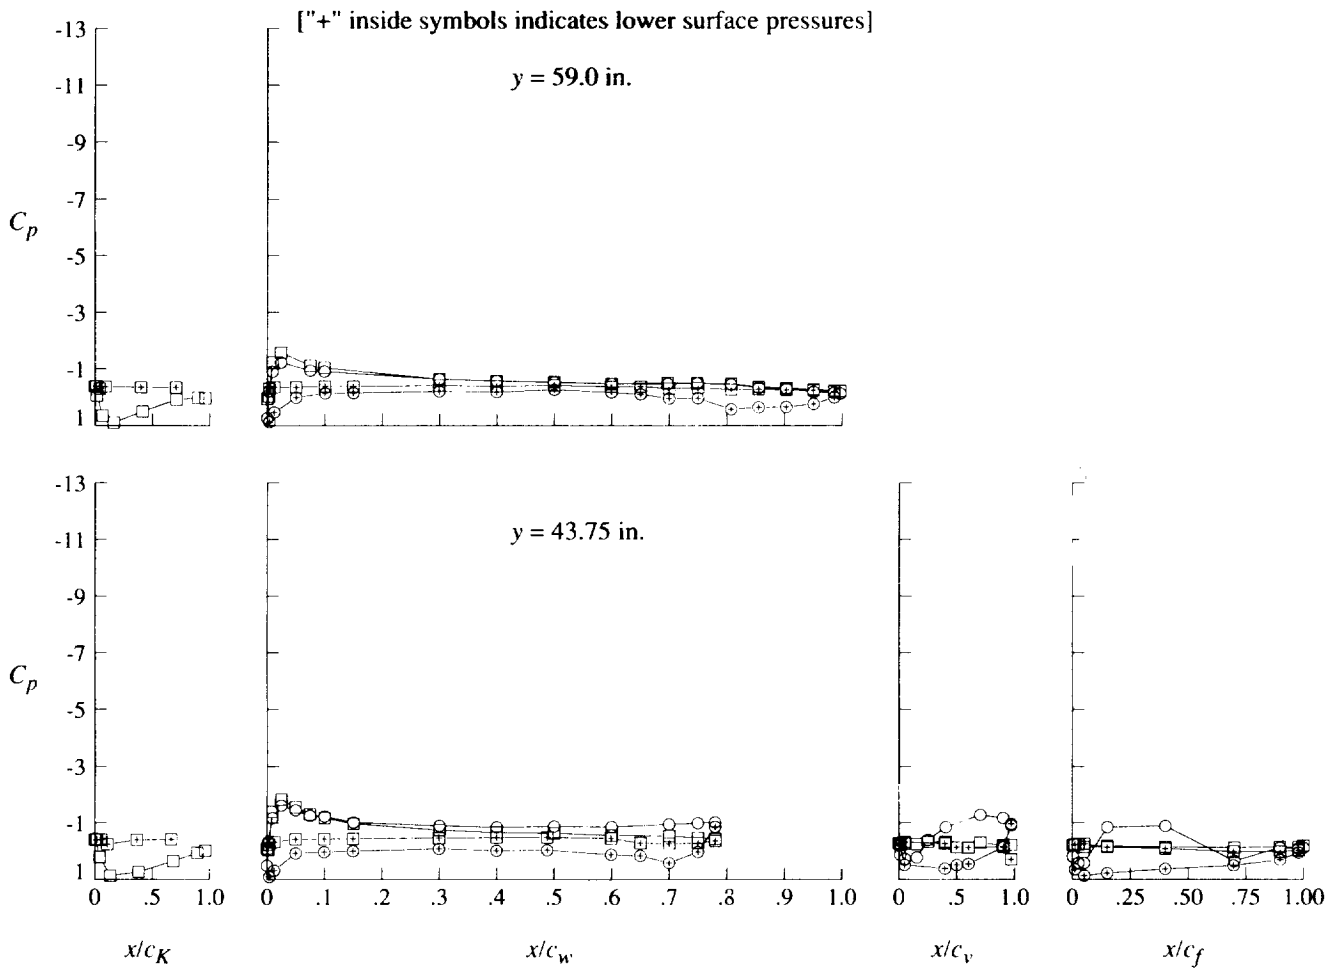 ["+" inside symbols indicates lower surface pressures]
y = 59.0 in.
-13
-11
-9
-7
-5
-3
-1
1
C_p
y = 43.75 in.
-13
-11
-9
-7
-5
-3
-1
1
C_p
0 .5 1.0
0 .1 .2 .3 .4 .5 .6 .7 .8 .9 1.0
0 .5 1.0
0 .25 .50 .75 1.00
x/c_K
x/c_w
x/c_v
x/c_f